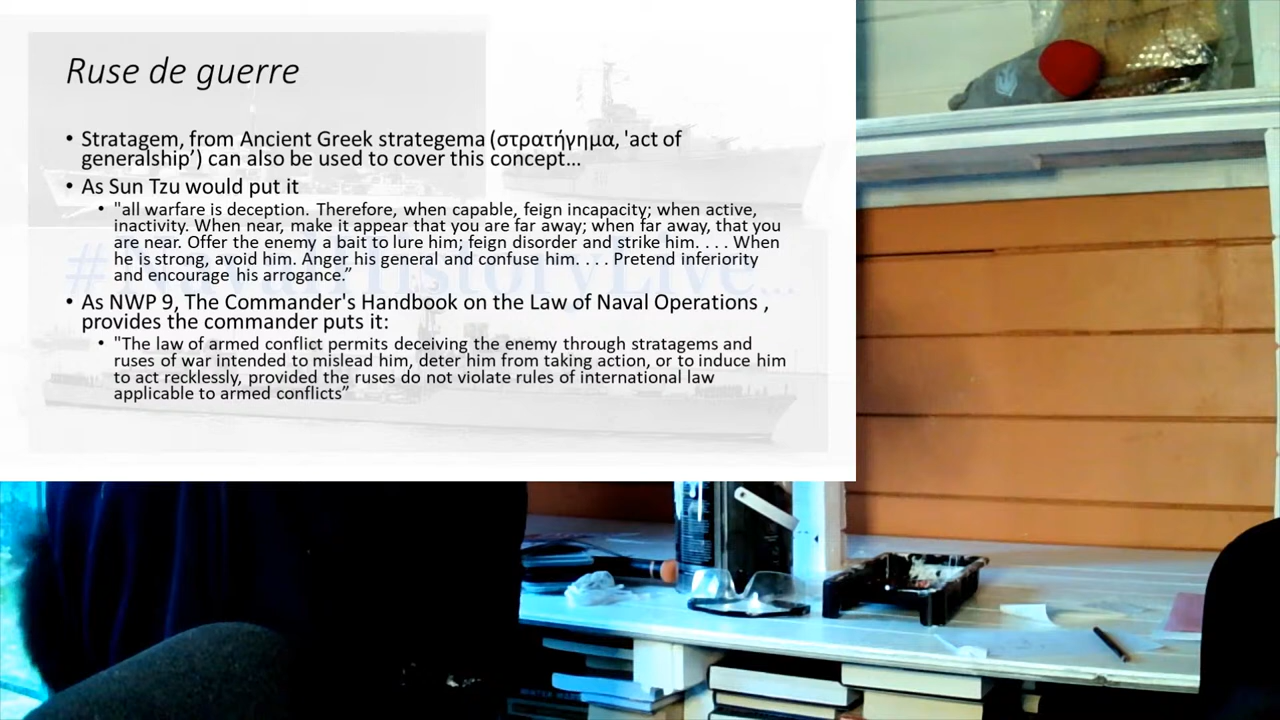 Ruse de guerre
• Stratagem, from Ancient Greek strategema (στρατήγημα, 'act of
generalship’) can also be used to cover this concept…
• As Sun Tzu would put it
• "all warfare is deception. Therefore, when capable, feign incapacity; when active,
inactivity. When near, make it appear that you are far away; when far away, that you
are near. Offer the enemy a bait to lure him; feign disorder and strike him. . . . When
he is strong, avoid him. Anger his general and confuse him. . . . Pretend inferiority
and encourage his arrogance.”
#NavalHistoryLive...
• As NWP 9, The Commander's Handbook on the Law of Naval Operations ,
provides the commander puts it:
• "The law of armed conflict permits deceiving the enemy through stratagems and
ruses of war intended to mislead him, deter him from taking action, or to induce him
to act recklessly, provided the ruses do not violate rules of international law
applicable to armed conflicts”